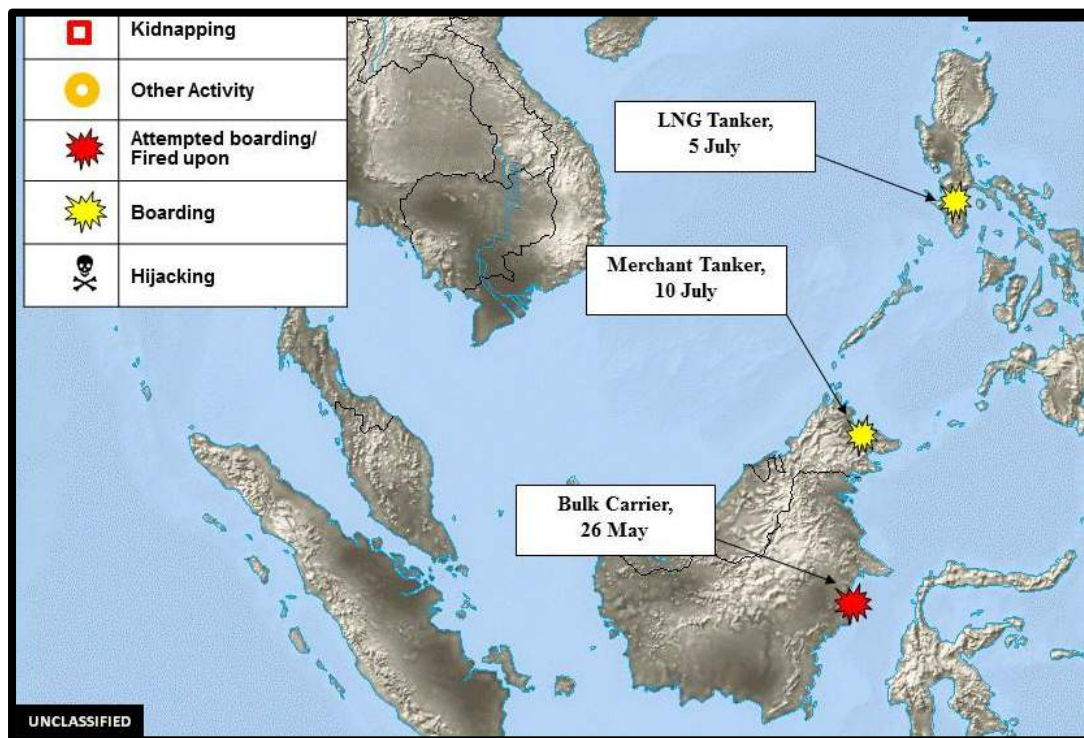 Kidnapping
Other Activity
Attempted boarding/
Fired upon
Boarding
Hijacking
LNG Tanker,
5 July
Merchant Tanker,
10 July
Bulk Carrier,
26 May
UNCLASSIFIED